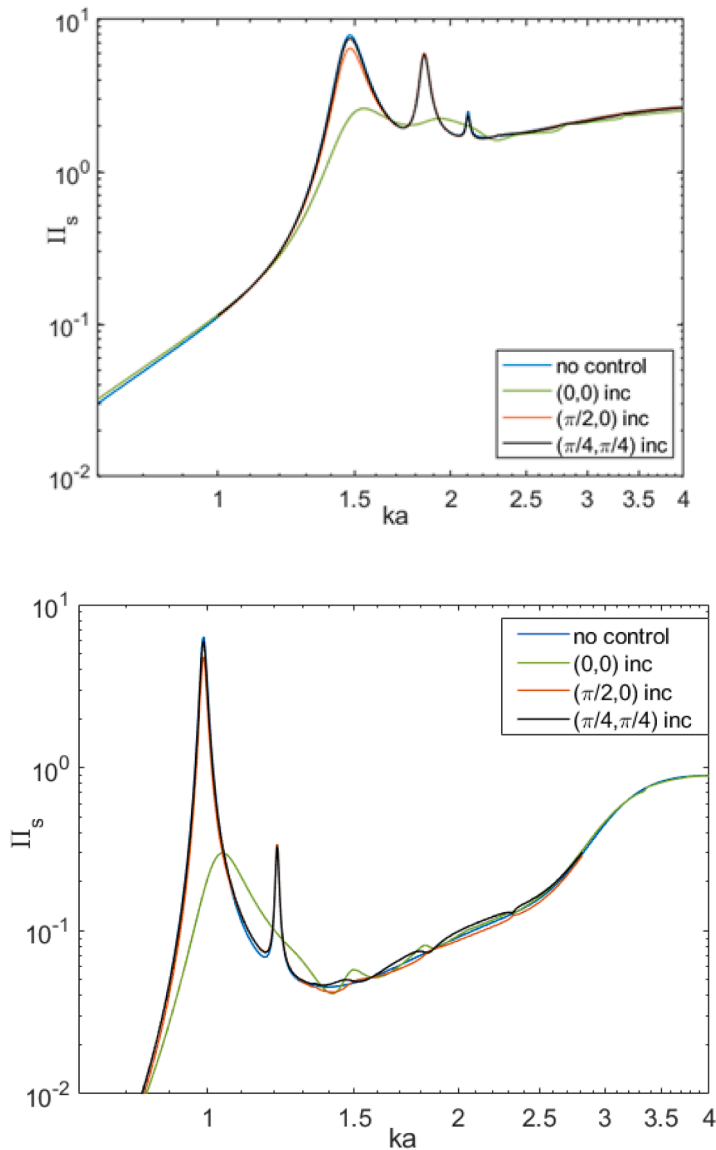 10^1
10^0
10^-1
10^-2
Π_s
no control
(0,0) inc
(π/2,0) inc
(π/4,π/4) inc
1 1.5 2 2.5 3 3.5 4
ka
10^1
10^0
10^-1
10^-2
Π_s
no control
(0,0) inc
(π/2,0) inc
(π/4,π/4) inc
1 1.5 2 2.5 3 3.5 4
ka